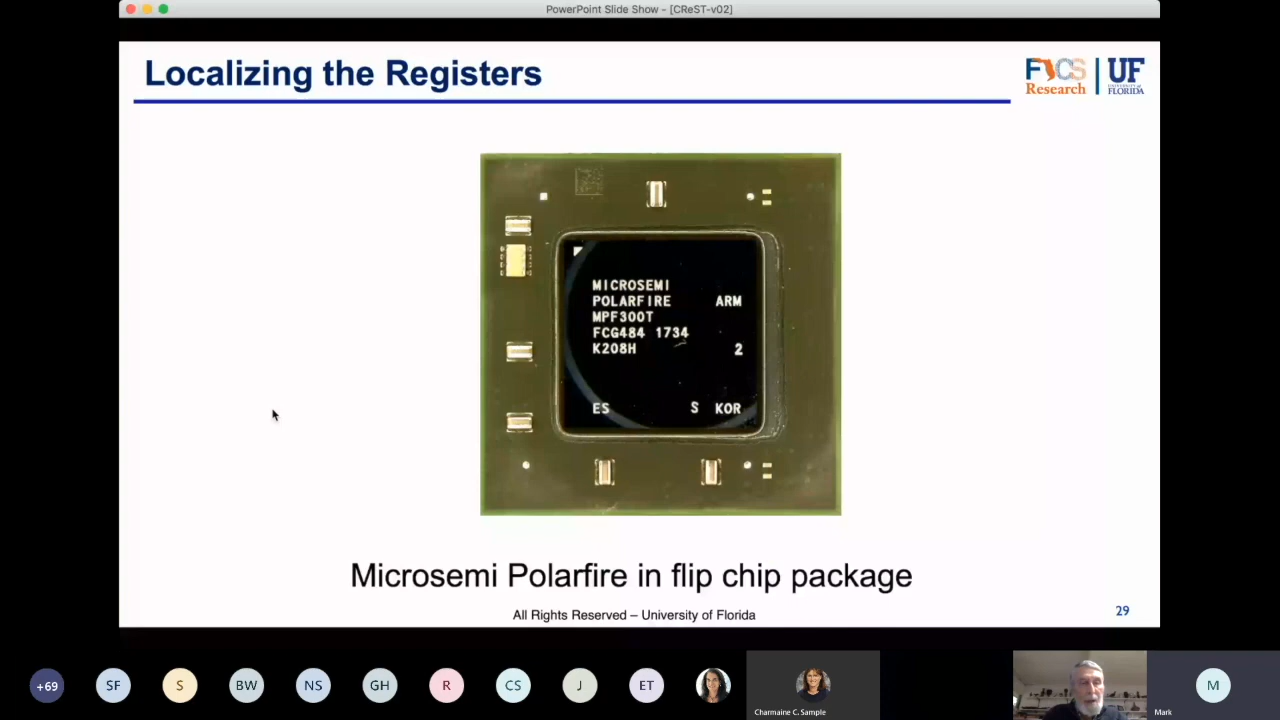 PowerPoint Slide Show - [CReST-v02]
Localizing the Registers
FICS
Research
UF
UNIVERSITY of
FLORIDA
MICROSEMI
POLARFIRE ARM
MPF300T
FCG484 1734
K208H 2
ES S KOR
Microsemi Polarfire in flip chip package
All Rights Reserved – University of Florida
29
+69
SF
S
BW
NS
GH
R
CS
J
ET
Charmaine C. Sample
M
Mark